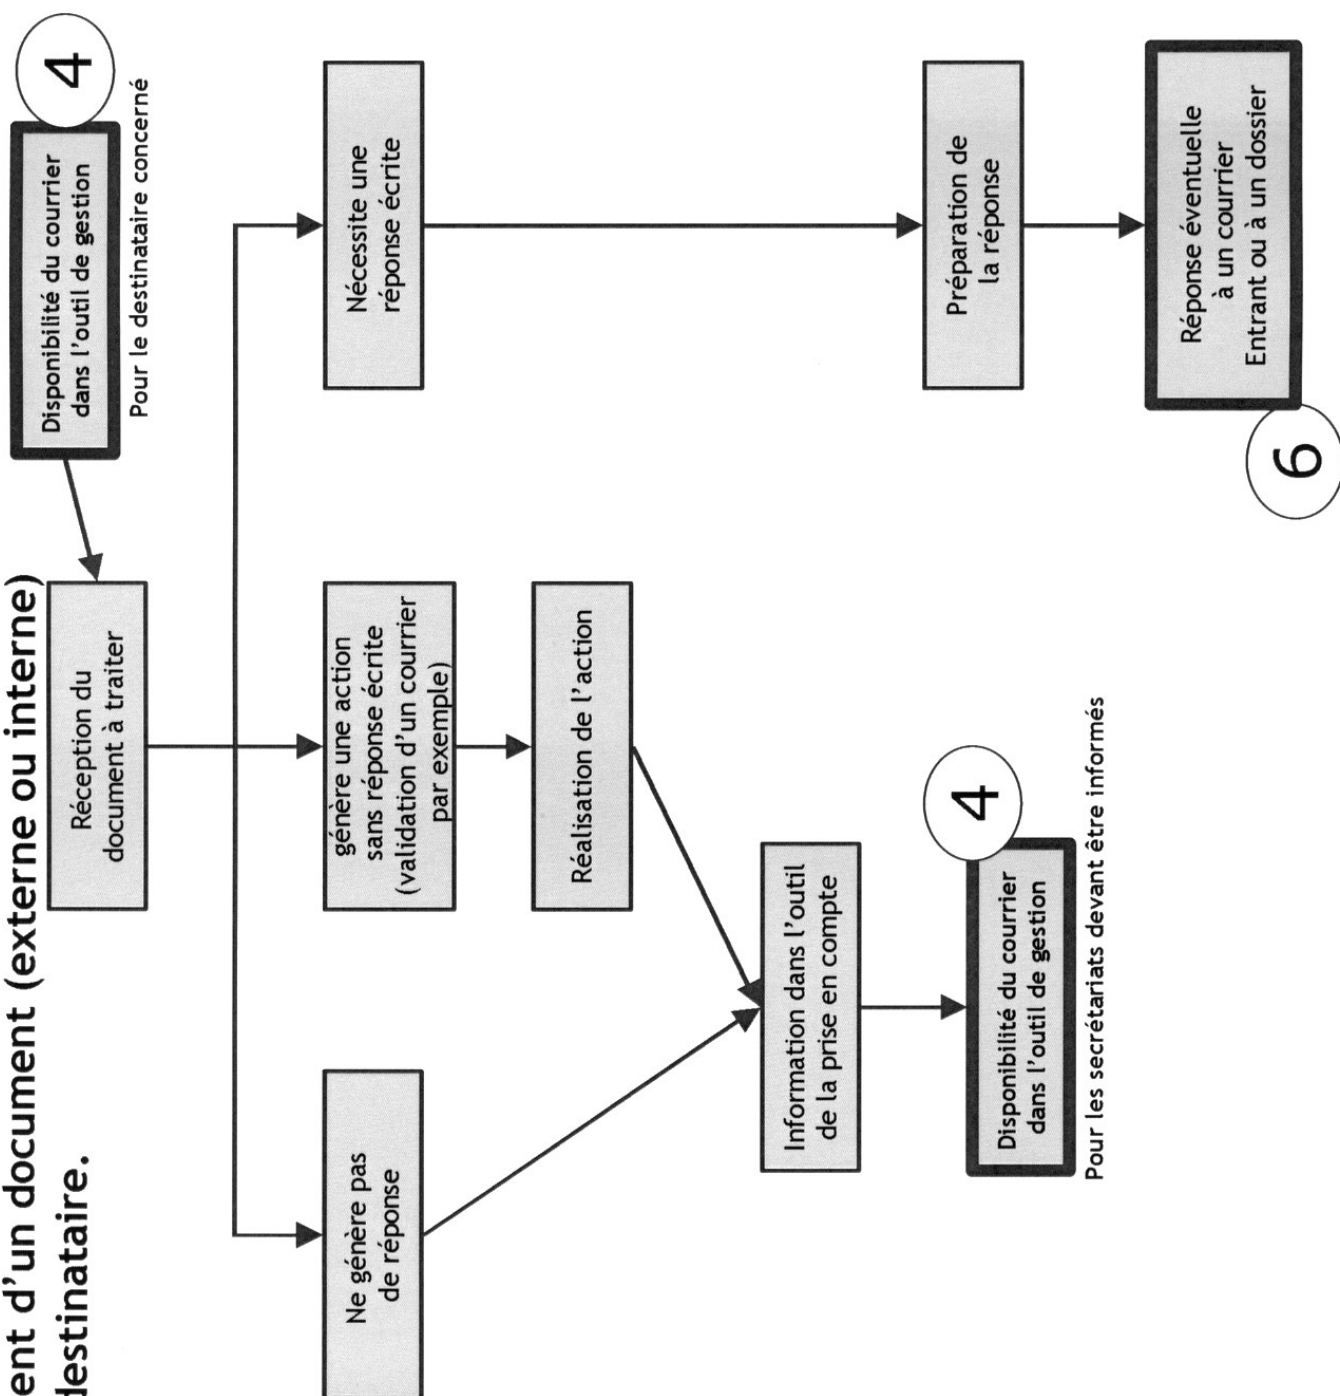 ent d'un document (externe ou interne)
destinataire.
4
Disponibilité du courrier
dans l'outil de gestion
Pour le destinataire concerné
Réception du
document à traiter
Ne génère pas
de réponse
génère une action
sans réponse écrite
(validation d'un courrier
par exemple)
Nécessite une
réponse écrite
Réalisation de l'action
Information dans l'outil
de la prise en compte
4
Disponibilité du courrier
dans l'outil de gestion
Pour les secrétariats devant être informés
Préparation de
la réponse
Réponse éventuelle
à un courrier
Entrant ou à un dossier
6